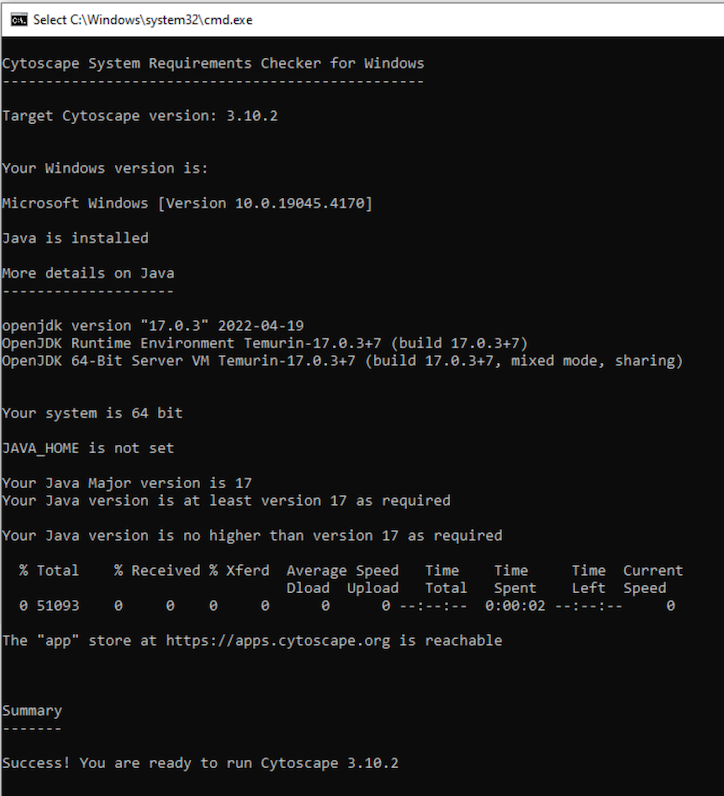 Select C:\Windows\system32\cmd.exe
Cytoscape System Requirements Checker for Windows
-------------------------------------------------
Target Cytoscape version: 3.10.2
Your Windows version is:
Microsoft Windows [Version 10.0.19045.4170]
Java is installed
More details on Java
--------------------
openjdk version "17.0.3" 2022-04-19
OpenJDK Runtime Environment Temurin-17.0.3+7 (build 17.0.3+7)
OpenJDK 64-Bit Server VM Temurin-17.0.3+7 (build 17.0.3+7, mixed mode, sharing)
Your system is 64 bit
JAVA_HOME is not set
Your Java Major version is 17
Your Java version is at least version 17 as required
Your Java version is no higher than version 17 as required
  % Total    % Received % Xferd  Average Speed   Time    Time     Time  Current
                                 Dload  Upload   Total   Spent    Left  Speed
  0 51093    0     0    0     0      0      0 --:--:--  0:00:02 --:--:--     0
The "app" store at https://apps.cytoscape.org is reachable
Summary
-------
Success! You are ready to run Cytoscape 3.10.2